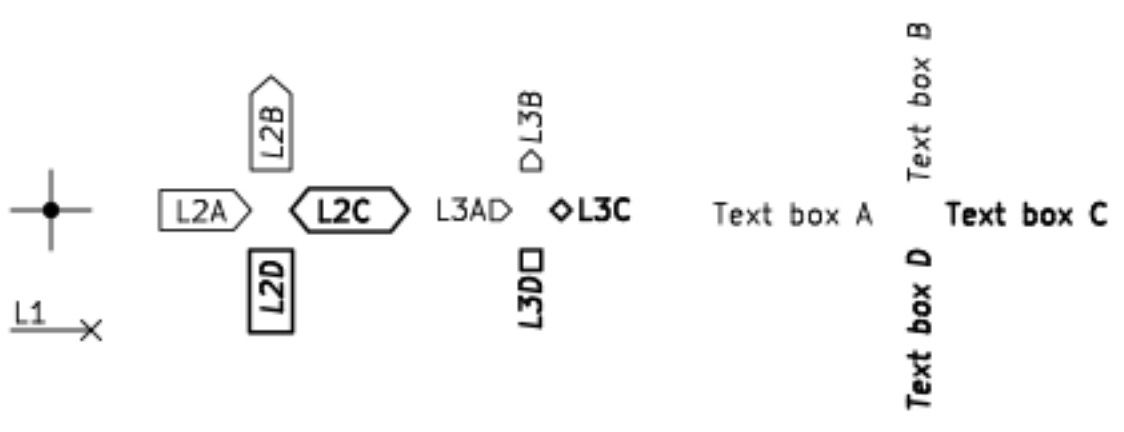 L1
L2A
L2B
L2C
L2D
L3A
L3B
L3C
L3D
Text box A
Text box B
Text box C
Text box D